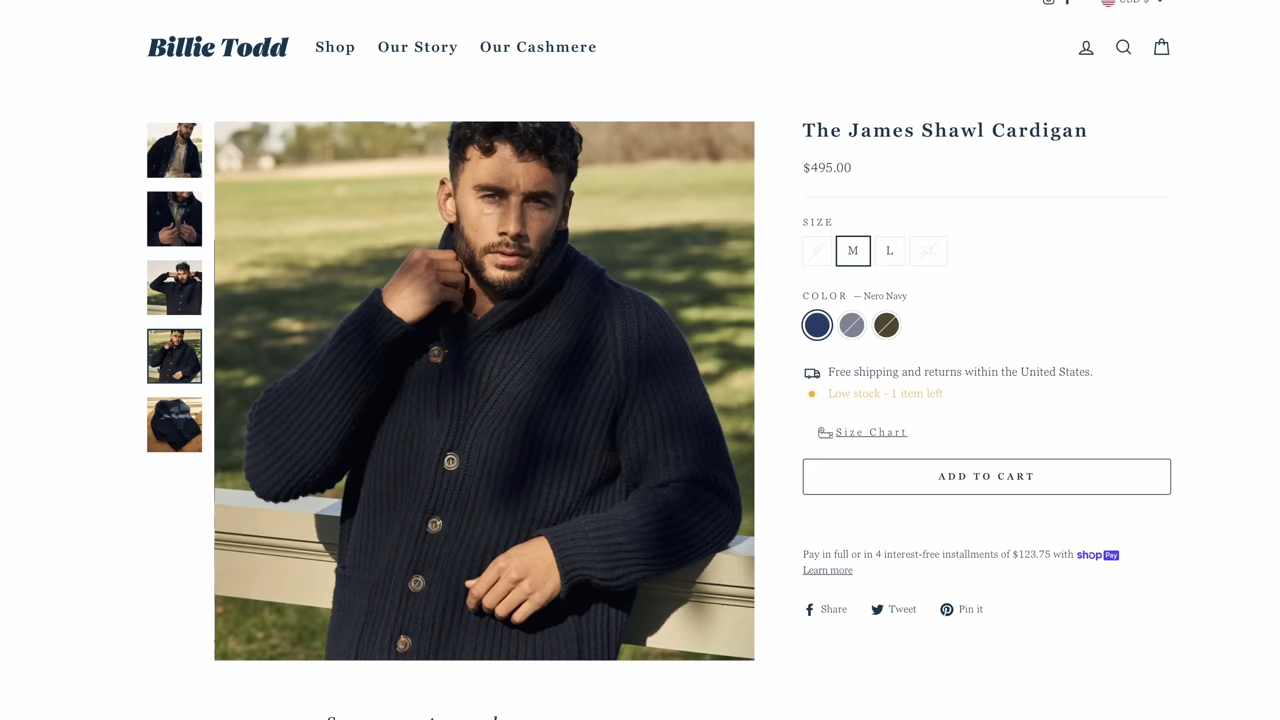 USD $
Billie Todd
Shop
Our Story
Our Cashmere
The James Shawl Cardigan
$495.00
SIZE
S
M
L
XL
COLOR — Nero Navy
Free shipping and returns within the United States.
Low stock - 1 item left
Size Chart
ADD TO CART
Pay in full or in 4 interest-free installments of $123.75 with shop Pay
Learn more
Share
Tweet
Pin it